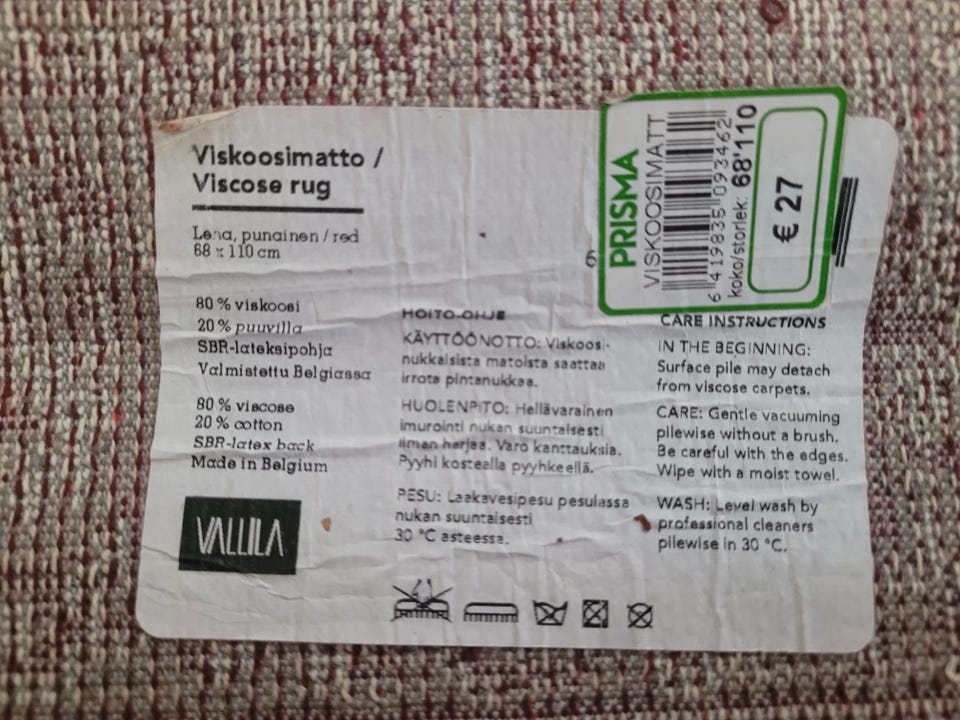 Viskoosimatto /
Viscose rug
Lena, punainen / red
68 x 110 cm
80 % viskoosi
20 % puuvilla
SBR-lateksipohja
Valmistettu Belgiassa
80 % viscose
20 % cotton
SBR-latex back
Made in Belgium
VALLILA
HOITO-OHJE
KÄYTTÖÖNOTTO: Viskoosi-
nukkaisista matoista saattaa
irrota pintanukkaa.
HUOLENPITO: Hellävarainen
imurointi nukan suuntaisesti
ilman harjaa. Varo kanttauksia.
Pyyhi kostealla pyyhkeellä.
PESU: Laakavesipesu pesulassa
nukan suuntaisesti
30 °C asteessa.
6
PRISMA
VISKOOSIMATT
6 419835 093462
koko/storlek: 68*110
€ 27
CARE INSTRUCTIONS
IN THE BEGINNING:
Surface pile may detach
from viscose carpets.
CARE: Gentle vacuuming
pilewise without a brush.
Be careful with the edges.
Wipe with a moist towel.
WASH: Level wash by
professional cleaners
pilewise in 30 °C.